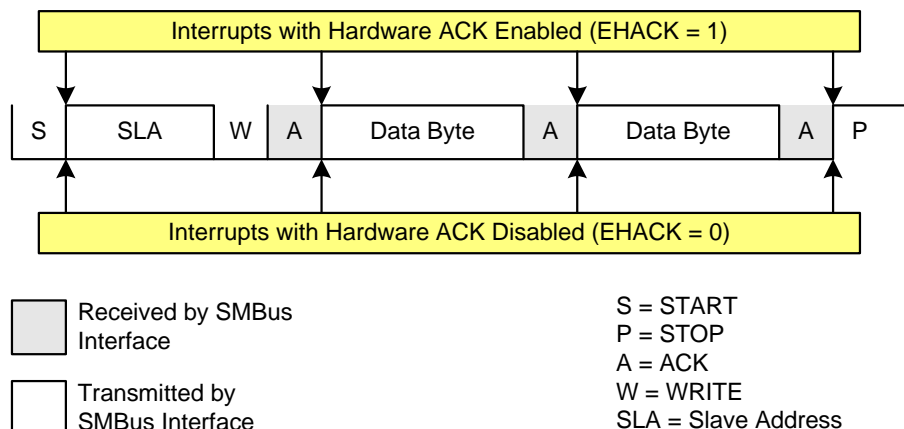 Interrupts with Hardware ACK Enabled (EHACK = 1)
S SLA W A Data Byte A Data Byte A P
Interrupts with Hardware ACK Disabled (EHACK = 0)
Received by SMBus
Interface
Transmitted by
SMBus Interface
S = START
P = STOP
A = ACK
W = WRITE
SLA = Slave Address